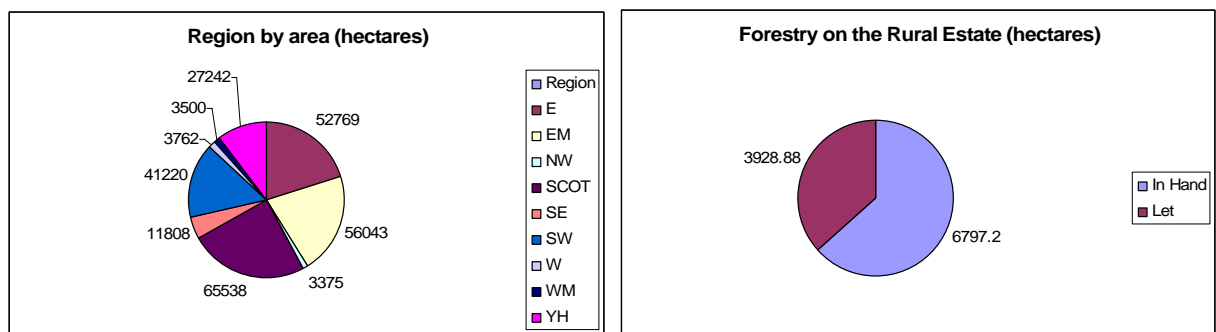 Region by area (hectares)
27242
3500
3762
41220
11808
65538
3375
56043
52769
Region
E
EM
NW
SCOT
SE
SW
W
WM
YH
Forestry on the Rural Estate (hectares)
3928.88
6797.2
In Hand
Let